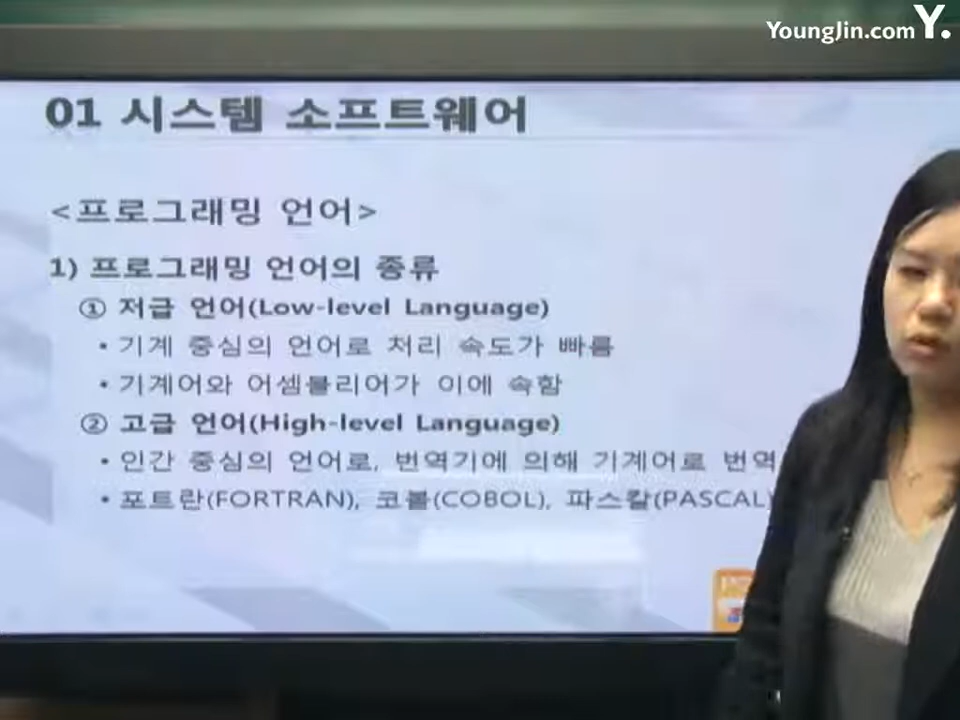 YoungJin.com Y.
01 시스템 소프트웨어
<프로그래밍 언어>
1) 프로그래밍 언어의 종류
① 저급 언어(Low-level Language)
• 기계 중심의 언어로 처리 속도가 빠름
• 기계어와 어셈블리어가 이에 속함
② 고급 언어(High-level Language)
• 인간 중심의 언어로, 번역기에 의해 기계어로 번역
• 포트란(FORTRAN), 코볼(COBOL), 파스칼(PASCAL)